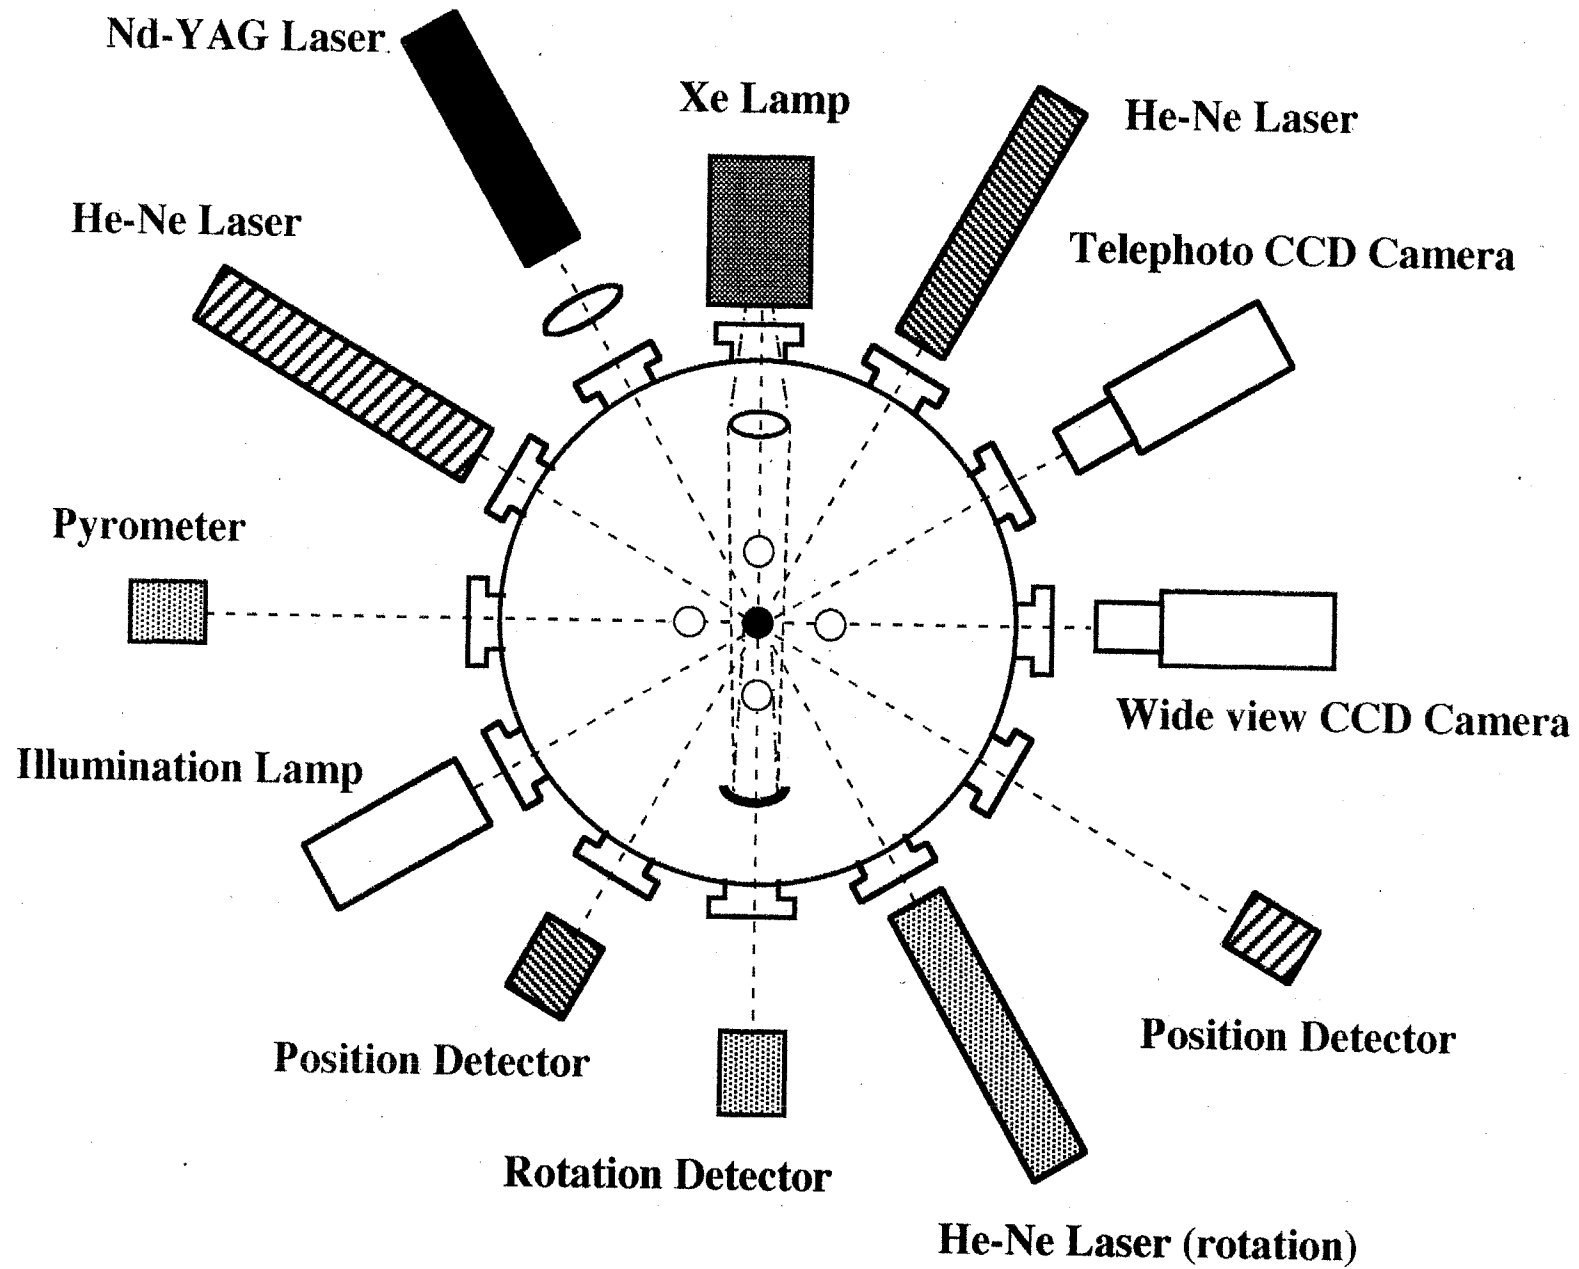 Nd-YAG Laser
Xe Lamp
He-Ne Laser
He-Ne Laser
Telephoto CCD Camera
Pyrometer
Wide view CCD Camera
Illumination Lamp
Position Detector
Position Detector
Rotation Detector
He-Ne Laser (rotation)